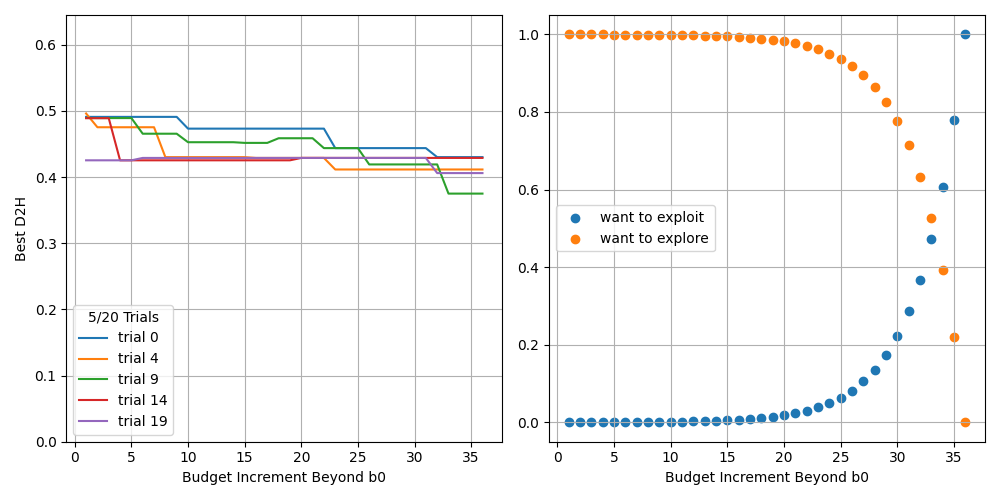 0.6
0.5
0.4
0.3
0.2
0.1
0.0
Best D2H
5/20 Trials
trial 0
trial 4
trial 9
trial 14
trial 19
0 5 10 15 20 25 30 35
Budget Increment Beyond b0
1.0
0.8
0.6
0.4
0.2
0.0
want to exploit
want to explore
0 5 10 15 20 25 30 35
Budget Increment Beyond b0